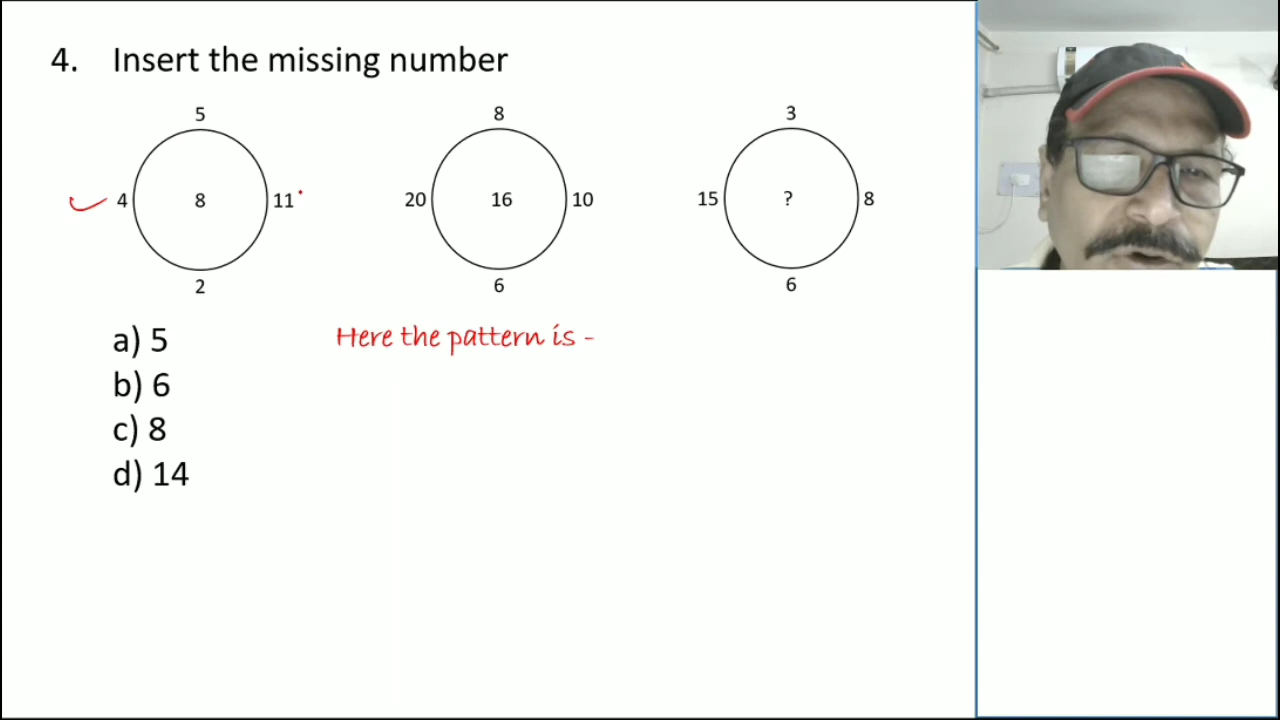 4. Insert the missing number
5
4 8 11
2
8
20 16 10
6
3
15 ? 8
6
a) 5
b) 6
c) 8
d) 14
Here the pattern is -